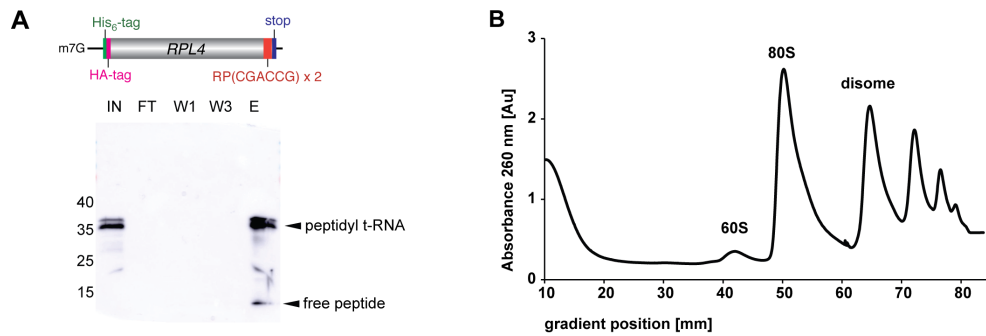 A
His6-tag
stop
m7G
RPL4
HA-tag
RP(CGACCG) x 2
IN FT W1 W3 E
40
35
25
15
peptidyl t-RNA
free peptide
B
Absorbance 260 nm [Au]
3
2
1
0
80S
disome
60S
10 20 30 40 50 60 70 80
gradient position [mm]